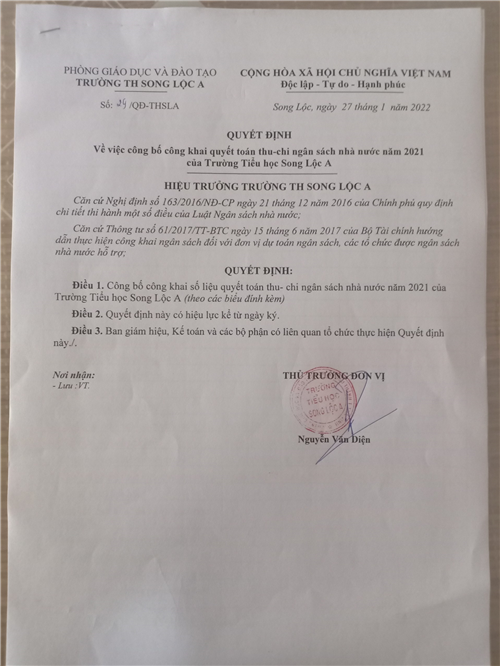 PHÒNG GIÁO DỤC VÀ ĐÀO TẠO
TRƯỜNG TH SONG LỘC A
CỘNG HÒA XÃ HỘI CHỦ NGHĨA VIỆT NAM
Độc lập - Tự do - Hạnh phúc
Số: 29 /QĐ-THSLA
Song Lộc, ngày 27 tháng 1 năm 2022
QUYẾT ĐỊNH
Về việc công bố công khai quyết toán thu-chi ngân sách nhà nước năm 2021
của Trường Tiểu học Song Lộc A
HIỆU TRƯỞNG TRƯỜNG TH SONG LỘC A
Căn cứ Nghị định số 163/2016/NĐ-CP ngày 21 tháng 12 năm 2016 của Chính phủ quy định
chi tiết thi hành một số điều của Luật Ngân sách nhà nước;
Căn cứ Thông tư số 61/2017/TT-BTC ngày 15 tháng 6 năm 2017 của Bộ Tài chính hướng
dẫn thực hiện công khai ngân sách đối với đơn vị dự toán ngân sách, các tổ chức được ngân sách
nhà nước hỗ trợ;
QUYẾT ĐỊNH:
Điều 1. Công bố công khai số liệu quyết toán thu- chi ngân sách nhà nước năm 2021 của
Trường Tiểu học Song Lộc A (theo các biểu đính kèm)
Điều 2. Quyết định này có hiệu lực kể từ ngày ký.
Điều 3. Ban giám hiệu, Kế toán và các bộ phận có liên quan tổ chức thực hiện Quyết định
này./.
Nơi nhận:
- Lưu :VT.
THỦ TRƯỞNG ĐƠN VỊ
TRƯỜNG
TIỂU HỌC
SONG LỘC A
Nguyễn Văn Diện